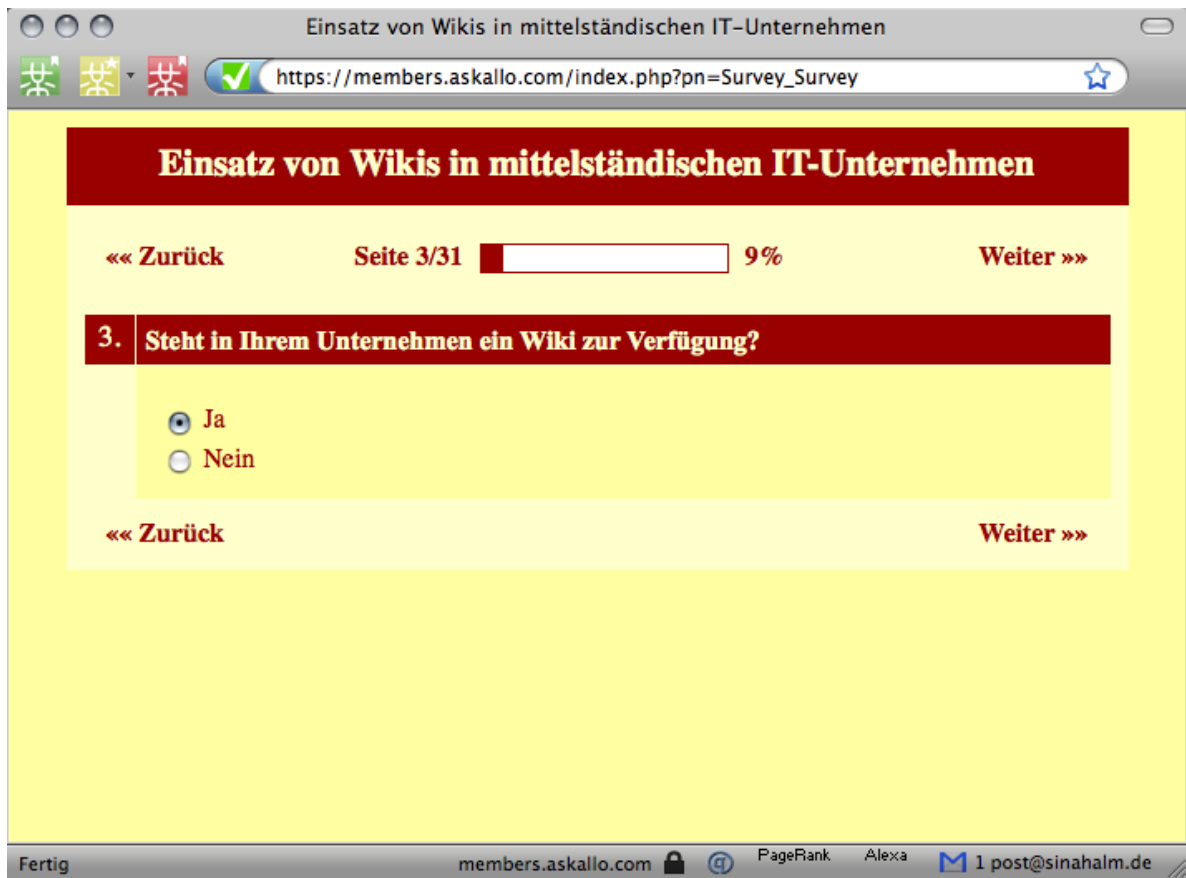 Einsatz von Wikis in mittelständischen IT-Unternehmen
https://members.askallo.com/index.php?pn=Survey_Survey
Einsatz von Wikis in mittelständischen IT-Unternehmen
«« Zurück Seite 3/31 9% Weiter »»
3. Steht in Ihrem Unternehmen ein Wiki zur Verfügung?
Ja
Nein
«« Zurück Weiter »»
Fertig members.askallo.com PageRank Alexa 1 post@sinahalm.de